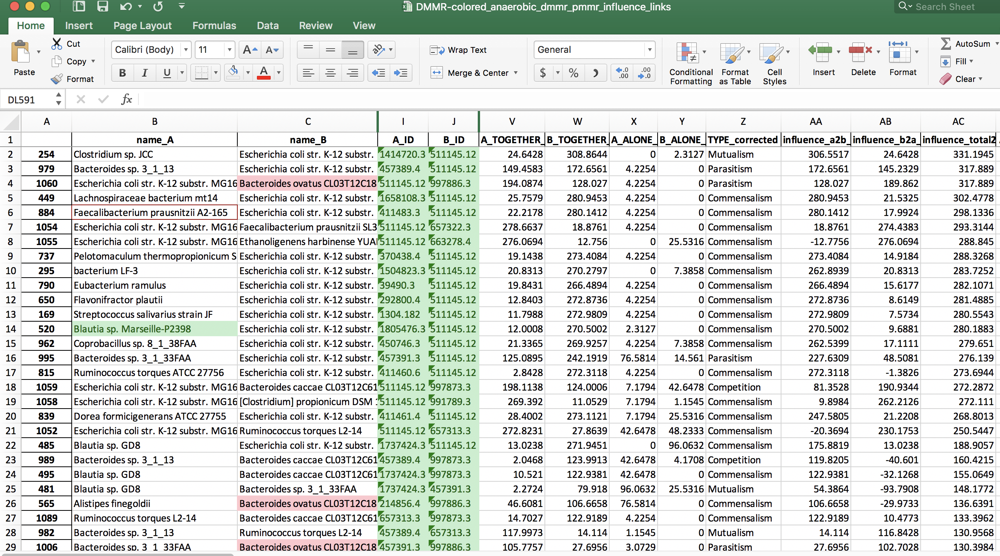 DMMR-colored_anaerobic_dmmr_pmmr_influence_links
Search Sheet
Home Insert Page Layout Formulas Data Review View
Paste Cut Copy Format
Calibri (Body) 11
Wrap Text
Merge & Center
General
Conditional Formatting
Format as Table
Cell Styles
Insert Delete Format
AutoSum
Fill
Clear
DL591 fx
A B C I J V W X Y Z AA AB AC
1 name_A name_B A_ID B_ID A_TOGETHER_ B_TOGETHER_ A_ALONE_ B_ALONE_ TYPE_corrected influence_a2b_ influence_b2a_ influence_total2
2 254 Clostridium sp. JCC Escherichia coli str. K-12 substr. 1414720.3 511145.12 24.6428 308.8644 0 2.3127 Mutualism 306.5517 24.6428 331.1945
3 979 Bacteroides sp. 3_1_13 Escherichia coli str. K-12 substr. 457389.4 511145.12 149.4583 172.6561 4.2254 0 Parasitism 172.6561 145.2329 317.889
4 1060 Escherichia coli str. K-12 substr. MG16 Bacteroides ovatus CL03T12C18 511145.12 997886.3 194.0874 128.027 4.2254 0 Parasitism 128.027 189.862 317.889
5 449 Lachnospiraceae bacterium mt14 Escherichia coli str. K-12 substr. 1658108.3 511145.12 25.7579 280.9453 4.2254 0 Commensalism 280.9453 21.5325 302.4778
6 884 Faecalibacterium prausnitzii A2-165 Escherichia coli str. K-12 substr. 411483.3 511145.12 22.2178 280.1412 4.2254 0 Commensalism 280.1412 17.9924 298.1336
7 1054 Escherichia coli str. K-12 substr. MG16 Faecalibacterium prausnitzii SL3 511145.12 657322.3 278.6637 18.8761 4.2254 0 Commensalism 18.8761 274.4383 293.3144
8 1055 Escherichia coli str. K-12 substr. MG16 Ethanoligenens harbinense YUA 511145.12 663278.4 276.0694 12.756 0 25.5316 Commensalism -12.7756 276.0694 288.845
9 737 Pelotomaculum thermopropionicum S Escherichia coli str. K-12 substr. 370438.4 511145.12 19.1438 273.4084 4.2254 0 Commensalism 273.4084 14.9184 288.3268
10 295 bacterium LF-3 Escherichia coli str. K-12 substr. 1504823.3 511145.12 20.8313 270.2797 0 7.3858 Commensalism 262.8939 20.8313 283.7252
11 790 Eubacterium ramulus Escherichia coli str. K-12 substr. 39490.3 511145.12 19.8431 266.4894 4.2254 0 Commensalism 266.4894 15.6177 282.1071
12 650 Flavonifractor plautii Escherichia coli str. K-12 substr. 292800.4 511145.12 12.8403 272.8736 4.2254 0 Commensalism 272.8736 8.6149 281.4885
13 169 Streptococcus salivarius strain JF Escherichia coli str. K-12 substr. 1304.182 511145.12 11.7988 272.9809 4.2254 0 Commensalism 272.9809 7.5734 280.5543
14 520 Blautia sp. Marseille-P2398 Escherichia coli str. K-12 substr. 1805476.3 511145.12 12.0008 270.5002 2.3127 0 Commensalism 270.5002 9.6881 280.1883
15 962 Coprobacillus sp. 8_1_38FAA Escherichia coli str. K-12 substr. 450746.3 511145.12 21.3365 269.9257 4.2254 7.3858 Commensalism 262.5399 17.1111 279.651
16 995 Bacteroides sp. 3_1_33FAA Escherichia coli str. K-12 substr. 457391.3 511145.12 125.0895 242.1919 76.5814 14.561 Parasitism 227.6309 48.5081 276.139
17 815 Ruminococcus torques ATCC 27756 Escherichia coli str. K-12 substr. 411460.6 511145.12 2.8428 272.3118 4.2254 0 Commensalism 272.3118 -1.3826 273.6944
18 1059 Escherichia coli str. K-12 substr. MG16 Bacteroides caccae CL03T12C61 511145.12 997873.3 198.1138 124.0006 7.1794 42.6478 Competition 81.3528 190.9344 272.2872
19 1058 Escherichia coli str. K-12 substr. MG16 [Clostridium] propionicum DSM 511145.12 991789.3 269.392 11.0529 7.1794 1.1545 Commensalism 9.8984 262.2126 272.111
20 839 Dorea formicigenerans ATCC 27755 Escherichia coli str. K-12 substr. 411461.4 511145.12 28.4002 273.1121 7.1794 25.5316 Commensalism 247.5805 21.2208 268.8013
21 1052 Escherichia coli str. K-12 substr. MG16 Ruminococcus torques L2-14 511145.12 657313.3 272.8231 27.8639 42.6478 48.2333 Commensalism -20.3694 230.1753 250.5447
22 485 Blautia sp. GD8 Escherichia coli str. K-12 substr. 1737424.3 511145.12 13.0238 271.9451 0 96.0632 Commensalism 175.8819 13.0238 188.9057
23 989 Bacteroides sp. 3_1_13 Bacteroides caccae CL03T12C61 457389.4 997873.3 2.0468 123.9913 42.6478 4.1708 Competition 119.8205 -40.601 160.4215
24 495 Blautia sp. GD8 Bacteroides caccae CL03T12C61 1737424.3 997873.3 10.521 122.9381 42.6478 0 Commensalism 122.9381 -32.1268 155.0649
25 481 Blautia sp. GD8 Bacteroides sp. 3_1_33FAA 1737424.3 457391.3 2.2724 79.918 96.0632 25.5316 Mutualism 54.3864 -93.7908 148.1772
26 565 Alistipes finegoldii Bacteroides ovatus CL03T12C18 214856.4 997886.3 46.6081 106.6658 76.5814 0 Commensalism 106.6658 -29.9733 136.6391
27 1089 Ruminococcus torques L2-14 Bacteroides caccae CL03T12C61 657313.3 997873.3 14.7027 122.9189 4.2254 0 Commensalism 122.9189 10.4773 133.3962
28 982 Bacteroides sp. 3_1_13 Ruminococcus torques L2-14 457389.4 657313.3 117.9973 14.114 1.1545 0 Mutualism 14.114 116.8428 130.9568
29 1006 Bacteroides sp. 3_1_33FAA Bacteroides ovatus CL03T12C18 457391.3 997886.3 105.7757 27.6956 3.0729 0 Parasitism 27.6956 102.7028 130.3984